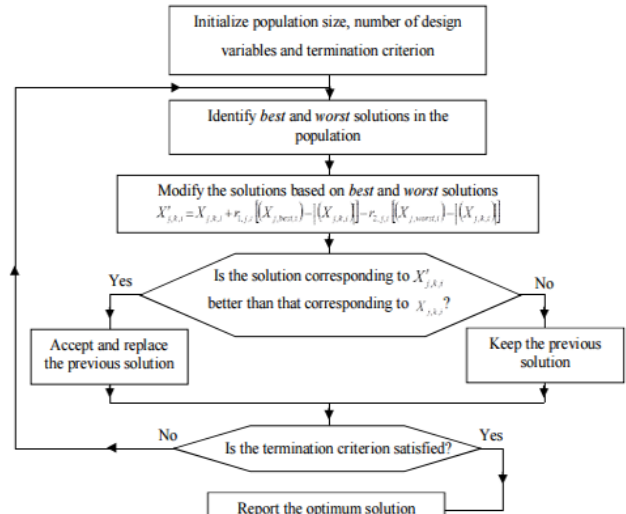 Initialize population size, number of design
variables and termination criterion
Identify best and worst solutions in the
population
Modify the solutions based on best and worst solutions
X′j,k,i = Xj,k,i + r1,j,i [(Xj,best,i) − |(Xj,k,i)|] − r2,j,i [(Xj,worst,i) − |(Xj,k,i)|]
Is the solution corresponding to X′j,k,i
better than that corresponding to Xj,k,i?
Yes
No
Accept and replace
the previous solution
Keep the previous
solution
Is the termination criterion satisfied?
No
Yes
Report the optimum solution